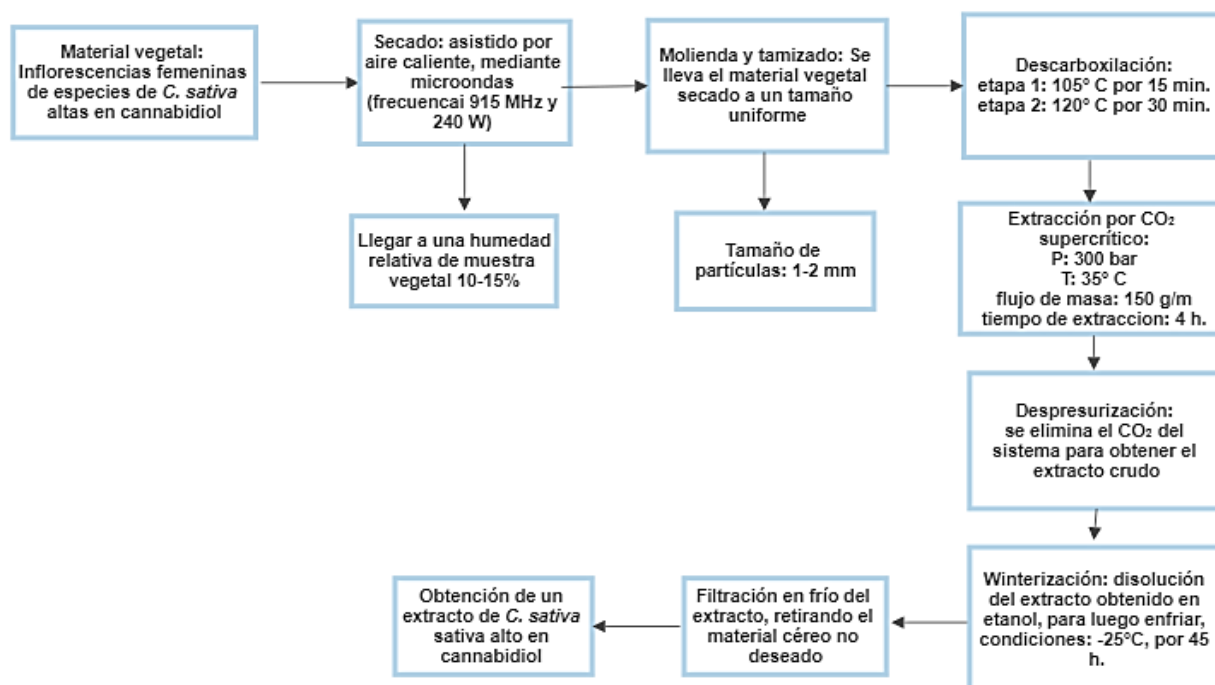 Material vegetal:
Inflorescencias femeninas
de especies de C. sativa
altas en cannabidiol
Secado: asistido por
aire caliente, mediante
microondas
(frecuencai 915 MHz y
240 W)
Molienda y tamizado: Se
lleva el material vegetal
secado a un tamaño
uniforme
Descarboxilación:
etapa 1: 105º C por 15 min.
etapa 2: 120º C por 30 min.
Llegar a una humedad
relativa de muestra
vegetal 10-15%
Tamaño de
partículas: 1-2 mm
Extracción por CO₂
supercrítico:
P: 300 bar
T: 35º C
flujo de masa: 150 g/m
tiempo de extraccion: 4 h.
Despresurización:
se elimina el CO₂ del
sistema para obtener el
extracto crudo
Winterización: disolución
del extracto obtenido en
etanol, para luego enfriar,
condiciones: -25ºC, por 45
h.
Filtración en frío del
extracto, retirando el
material céreo no
deseado
Obtención de un
extracto de C. sativa
sativa alto en
cannabidiol